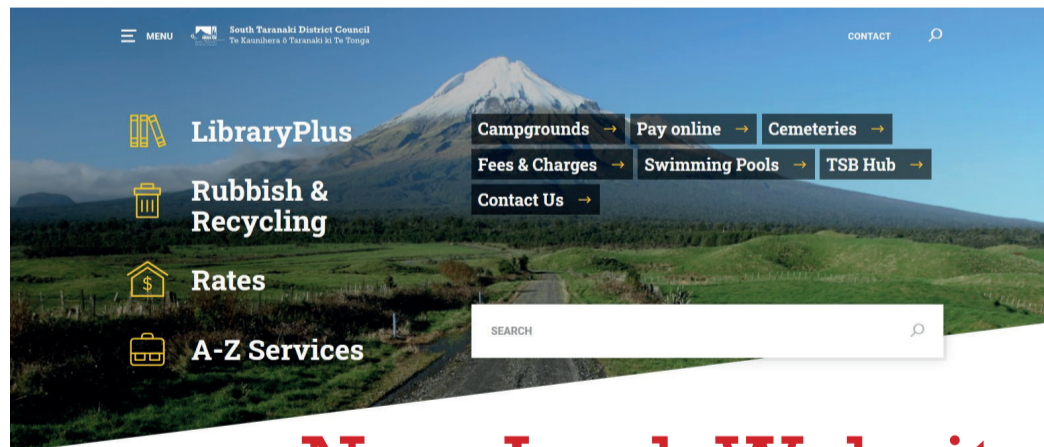 MENU
South Taranaki District Council
Te Kaunihera ō Taranaki ki Te Tonga
CONTACT
LibraryPlus
Rubbish &
Recycling
Rates
A-Z Services
Campgrounds → Pay online → Cemeteries →
Fees & Charges → Swimming Pools → TSB Hub →
Contact Us →
SEARCH